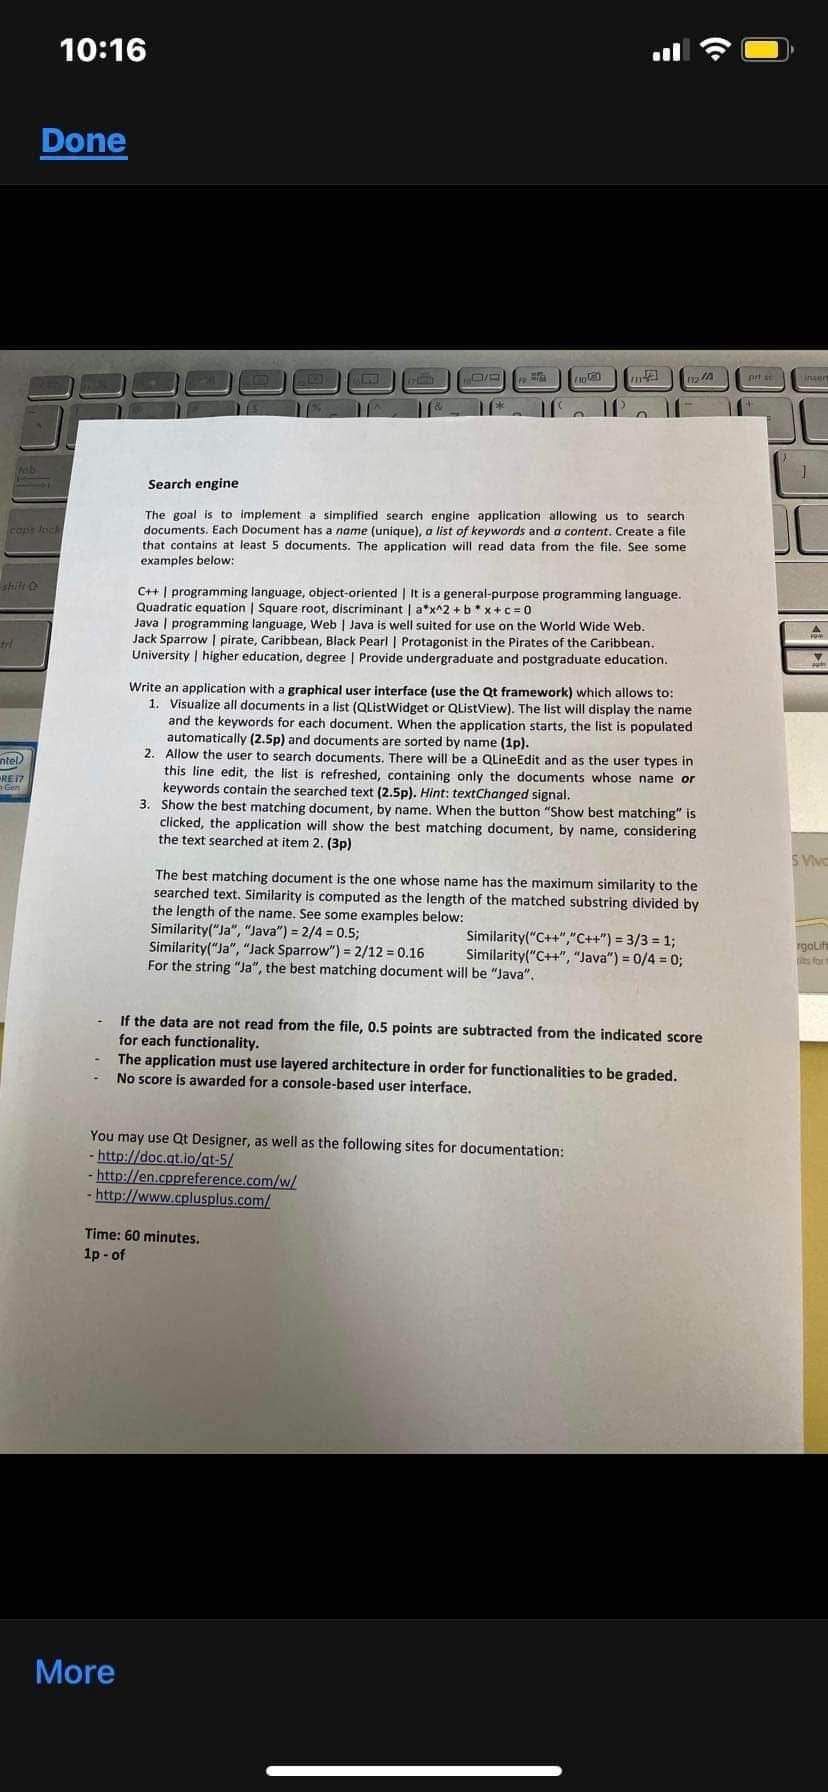 10:16
Done
Search engine
The goal is to implement a simplified search engine application allowing us to search
documents. Each Document has a name (unique), a list of keywords and a content. Create a file
that contains at least 5 documents. The application will read data from the file. See some
examples below:
C++ | programming language, object-oriented | It is a general-purpose programming language.
Quadratic equation | Square root, discriminant | a*x^2 + b * x + c = 0
Java | programming language, Web | Java is well suited for use on the World Wide Web.
Jack Sparrow | pirate, Caribbean, Black Pearl | Protagonist in the Pirates of the Caribbean.
University | higher education, degree | Provide undergraduate and postgraduate education.
Write an application with a graphical user interface (use the Qt framework) which allows to:
1. Visualize all documents in a list (QListWidget or QListView). The list will display the name
and the keywords for each document. When the application starts, the list is populated
automatically (2.5p) and documents are sorted by name (1p).
2. Allow the user to search documents. There will be a QLineEdit and as the user types in
this line edit, the list is refreshed, containing only the documents whose name or
keywords contain the searched text (2.5p). Hint: textChanged signal.
3. Show the best matching document, by name. When the button "Show best matching" is
clicked, the application will show the best matching document, by name, considering
the text searched at item 2. (3p)
The best matching document is the one whose name has the maximum similarity to the
searched text. Similarity is computed as the length of the matched substring divided by
the length of the name. See some examples below:
Similarity("Ja", "Java") = 2/4 = 0.5; Similarity("C++","C++") = 3/3 = 1;
Similarity("Ja", "Jack Sparrow") = 2/12 = 0.16 Similarity("C++", "Java") = 0/4 = 0;
For the string "Ja", the best matching document will be "Java".
- If the data are not read from the file, 0.5 points are subtracted from the indicated score
for each functionality.
- The application must use layered architecture in order for functionalities to be graded.
- No score is awarded for a console-based user interface.
You may use Qt Designer, as well as the following sites for documentation:
- http://doc.qt.io/qt-5/
- http://en.cppreference.com/w/
- http://www.cplusplus.com/
Time: 60 minutes.
1p - of
tab
caps lock
shift
prt sc
More